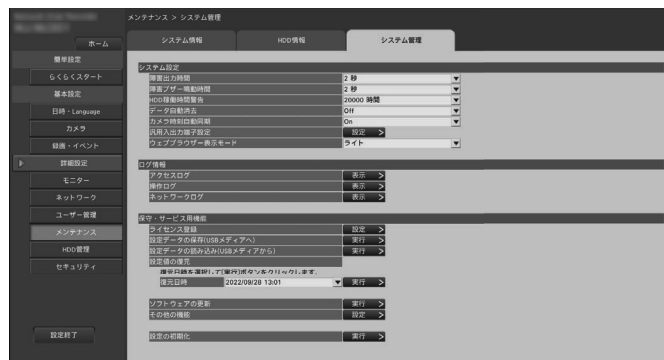 メンテナンス > システム管理
ホーム
簡単設定
らくらくスタート
基本設定
日時・Language
カメラ
録画・イベント
詳細設定
モニター
ネットワーク
ユーザー管理
メンテナンス
HDD管理
セキュリティ
設定終了
システム情報 HDD情報 システム管理
システム設定
障害出力時間 2 秒
障害ブザー鳴動時間 2 秒
HDD稼働時間警告 20000 時間
データ自動消去 Off
カメラ時刻自動同期 On
汎用入出力端子設定 設定 >
ウェブブラウザー表示モード ライト
ログ情報
アクセスログ 表示 >
操作ログ 表示 >
ネットワークログ 表示 >
保守・サービス用機能
ライセンス登録 設定 >
設定データの保存(USBメディアへ) 実行 >
設定データの読み込み(USBメディアから) 実行 >
設定値の復元
復元日時を選択して[実行]ボタンをクリックします。
復元日時 2022/09/28 13:01 実行 >
ソフトウェアの更新 実行 >
その他の機能 設定 >
設定の初期化 実行 >